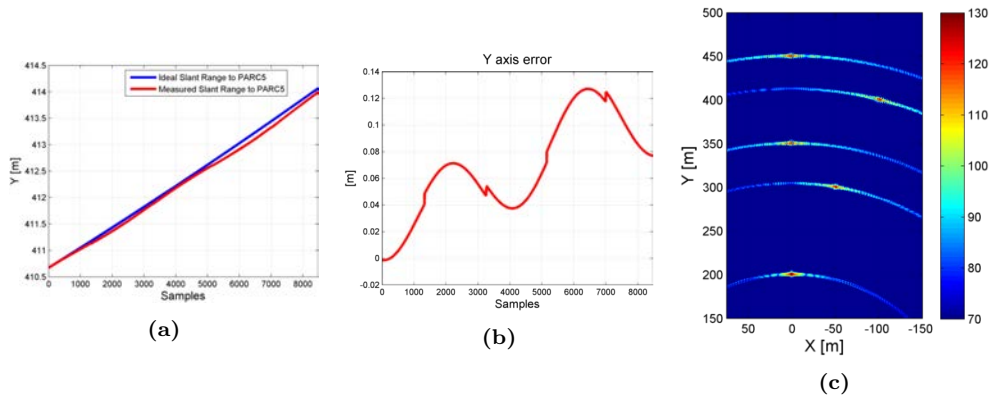 414.5
414
413.5
413
412.5
412
411.5
411
410.5
Y [m]
0 1000 2000 3000 4000 5000 6000 7000 8000
Samples
Ideal Slant Range to PARC5
Measured Slant Range to PARC5
(a)
Y axis error
0.14
0.12
0.1
0.08
0.06
0.04
0.02
0
-0.02
[m]
0 1000 2000 3000 4000 5000 6000 7000 8000
Samples
(b)
500
450
400
350
300
250
200
150
Y [m]
50 0 -50 -100 -150
X [m]
130
120
110
100
90
80
70
(c)